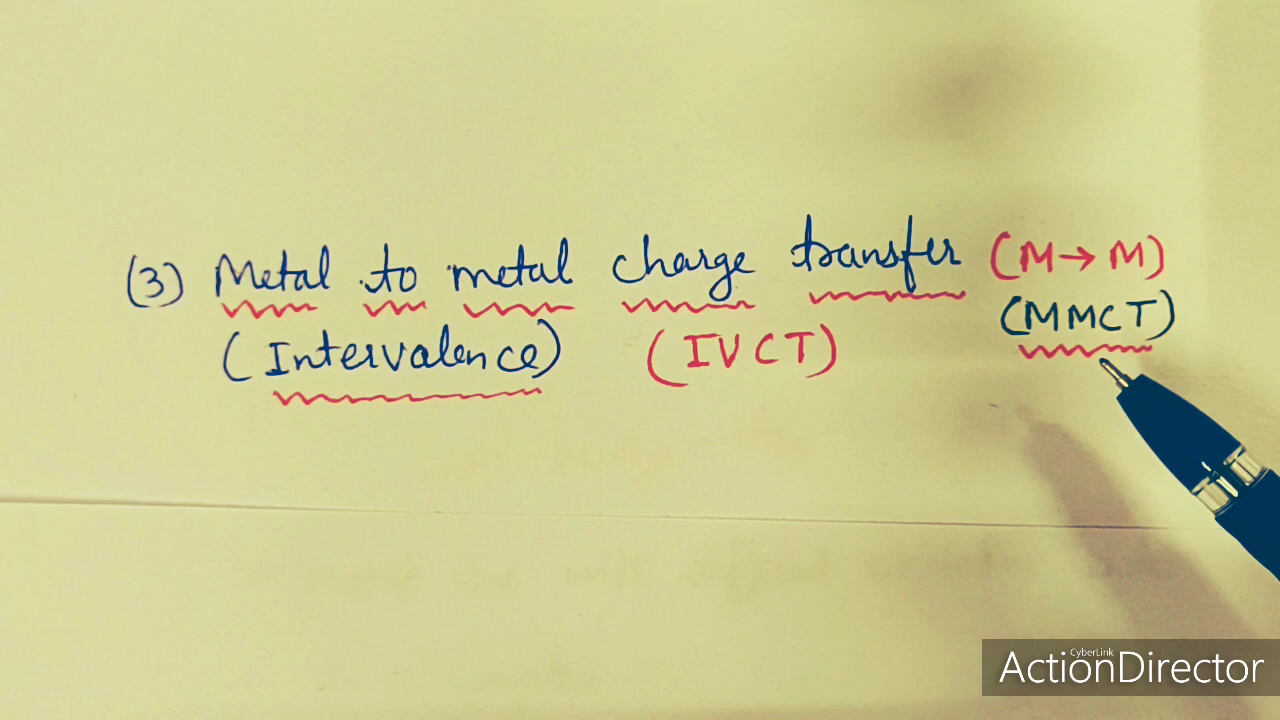 (3) Metal to metal charge transfer (M→M)
(MMCT)
(Intervalence) (IVCT)
CyberLink
ActionDirector